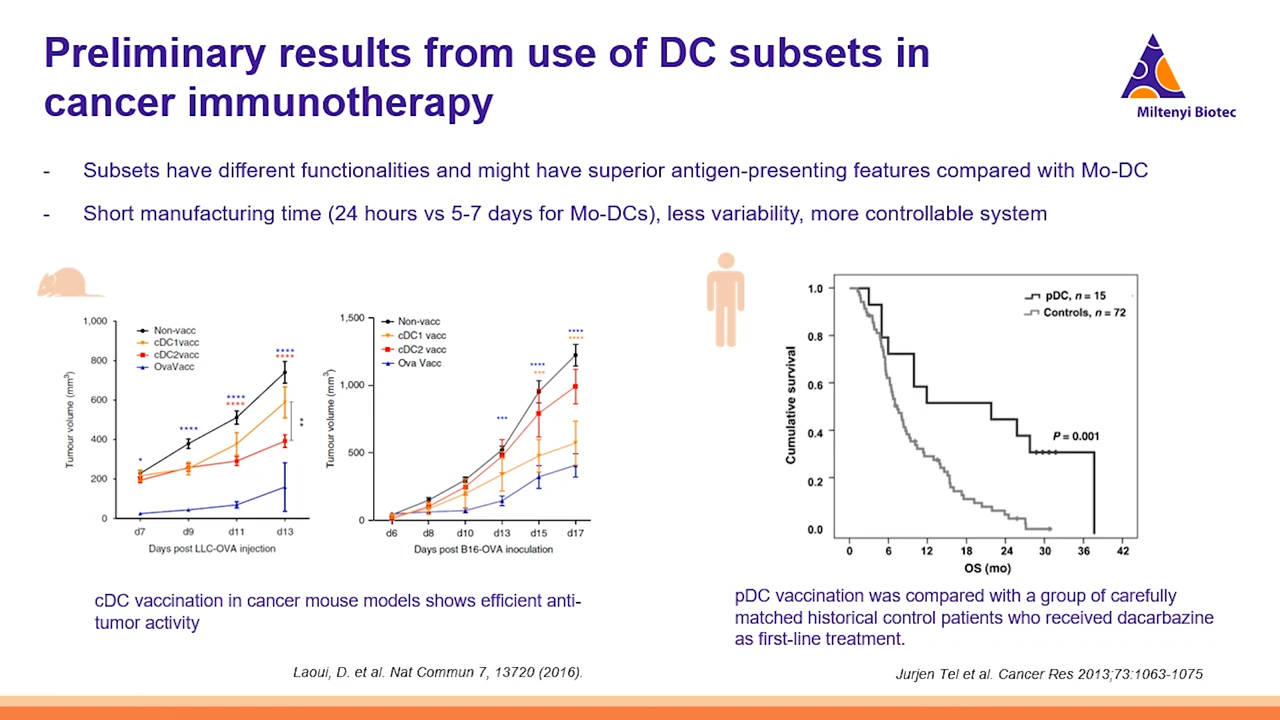 Preliminary results from use of DC subsets in
cancer immunotherapy
Miltenyi Biotec
- Subsets have different functionalities and might have superior antigen-presenting features compared with Mo-DC
- Short manufacturing time (24 hours vs 5-7 days for Mo-DCs), less variability, more controllable system
1,000
800
600
400
200
0
Tumour volume (mm³)
Non-vacc
cDC1vacc
cDC2vacc
OvaVacc
*
****
****
****
****
****
**
d7
d9
d11
d13
Days post LLC-OVA injection
1,500
1,000
500
0
Tumour volume (mm³)
Non-vacc
cDC1 vacc
cDC2 vacc
Ova Vacc
***
****
***
****
****
d6
d8
d10
d13
d15
d17
Days post B16-OVA inoculation
cDC vaccination in cancer mouse models shows efficient anti-
tumor activity
Laoui, D. et al. Nat Commun 7, 13720 (2016).
1.0
0.8
0.6
0.4
0.2
0.0
Cumulative survival
pDC, n = 15
Controls, n = 72
P = 0.001
0
6
12
18
24
30
36
42
OS (mo)
pDC vaccination was compared with a group of carefully
matched historical control patients who received dacarbazine
as first-line treatment.
Jurjen Tel et al. Cancer Res 2013;73:1063-1075